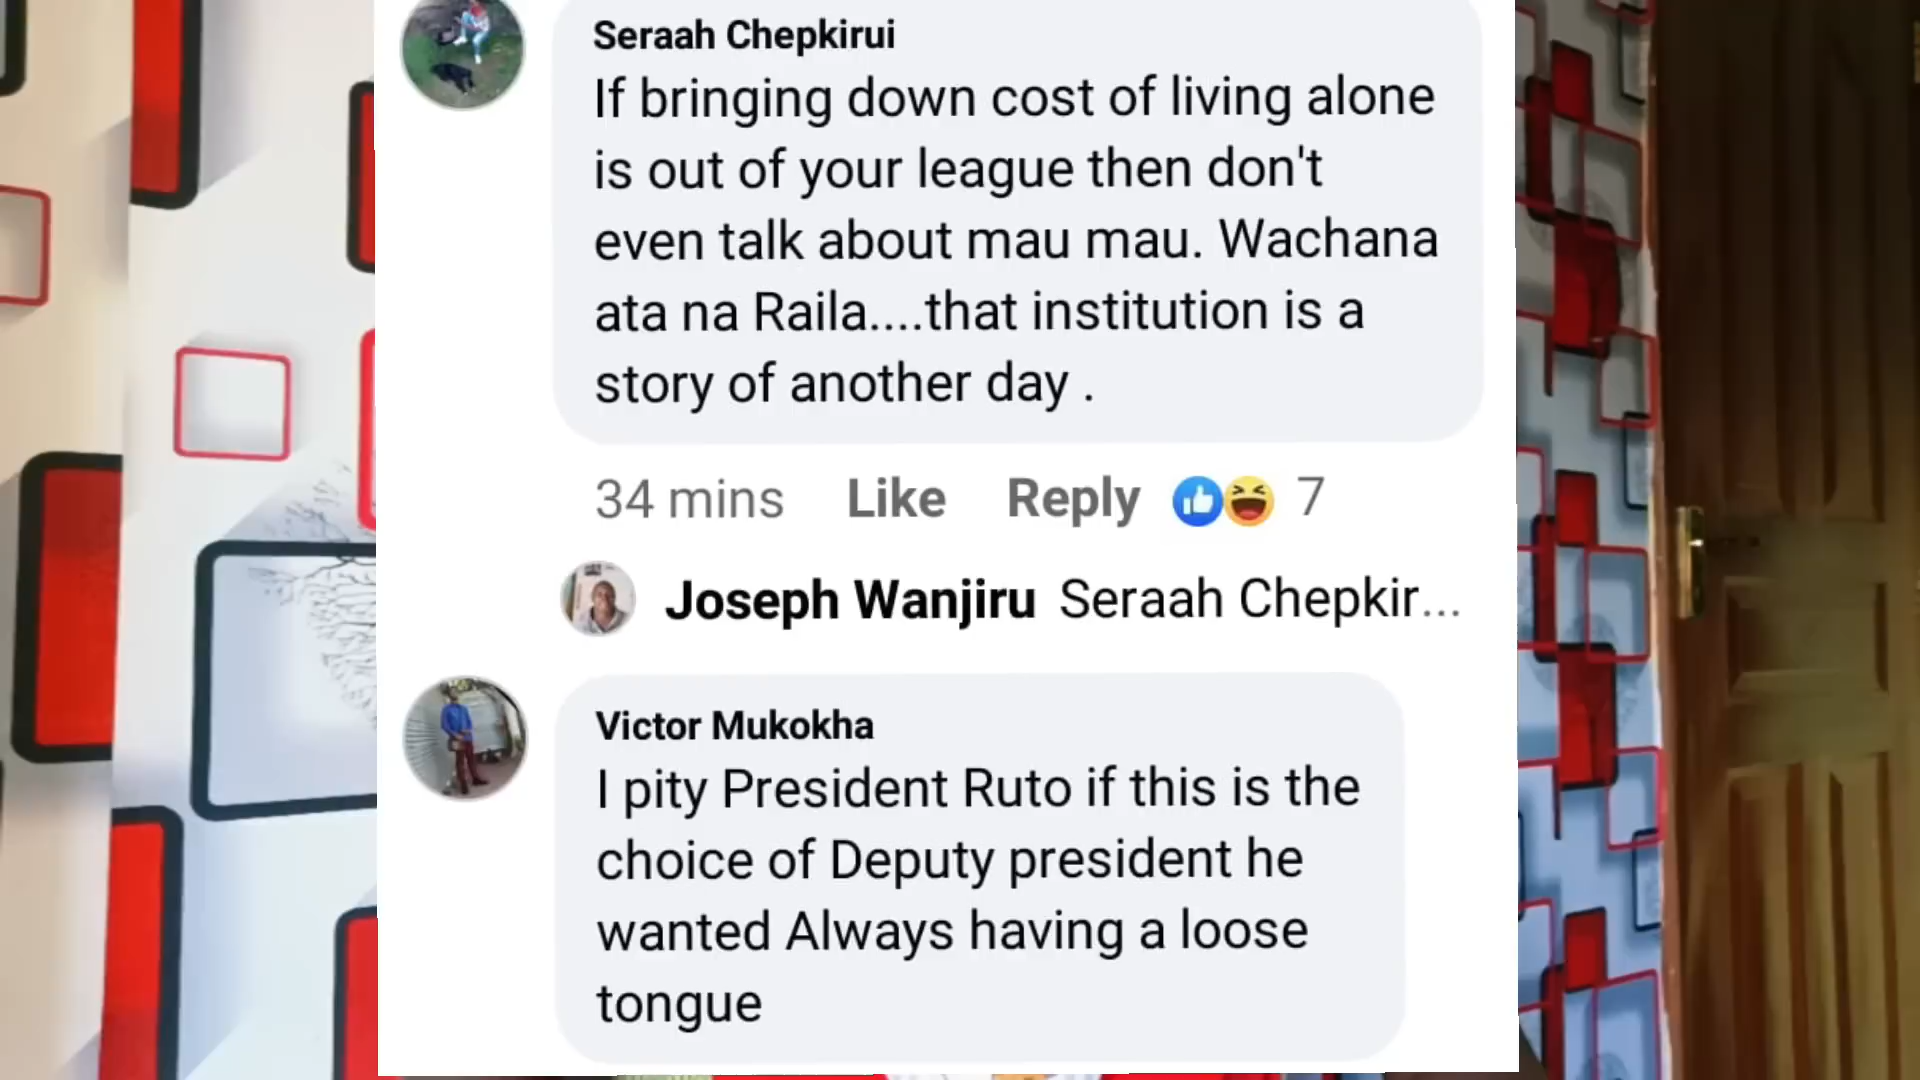 Seraah Chepkirui
If bringing down cost of living alone
is out of your league then don't
even talk about mau mau. Wachana
ata na Raila....that institution is a
story of another day .
34 mins Like Reply 7
Joseph Wanjiru Seraah Chepkir...
Victor Mukokha
I pity President Ruto if this is the
choice of Deputy president he
wanted Always having a loose
tongue